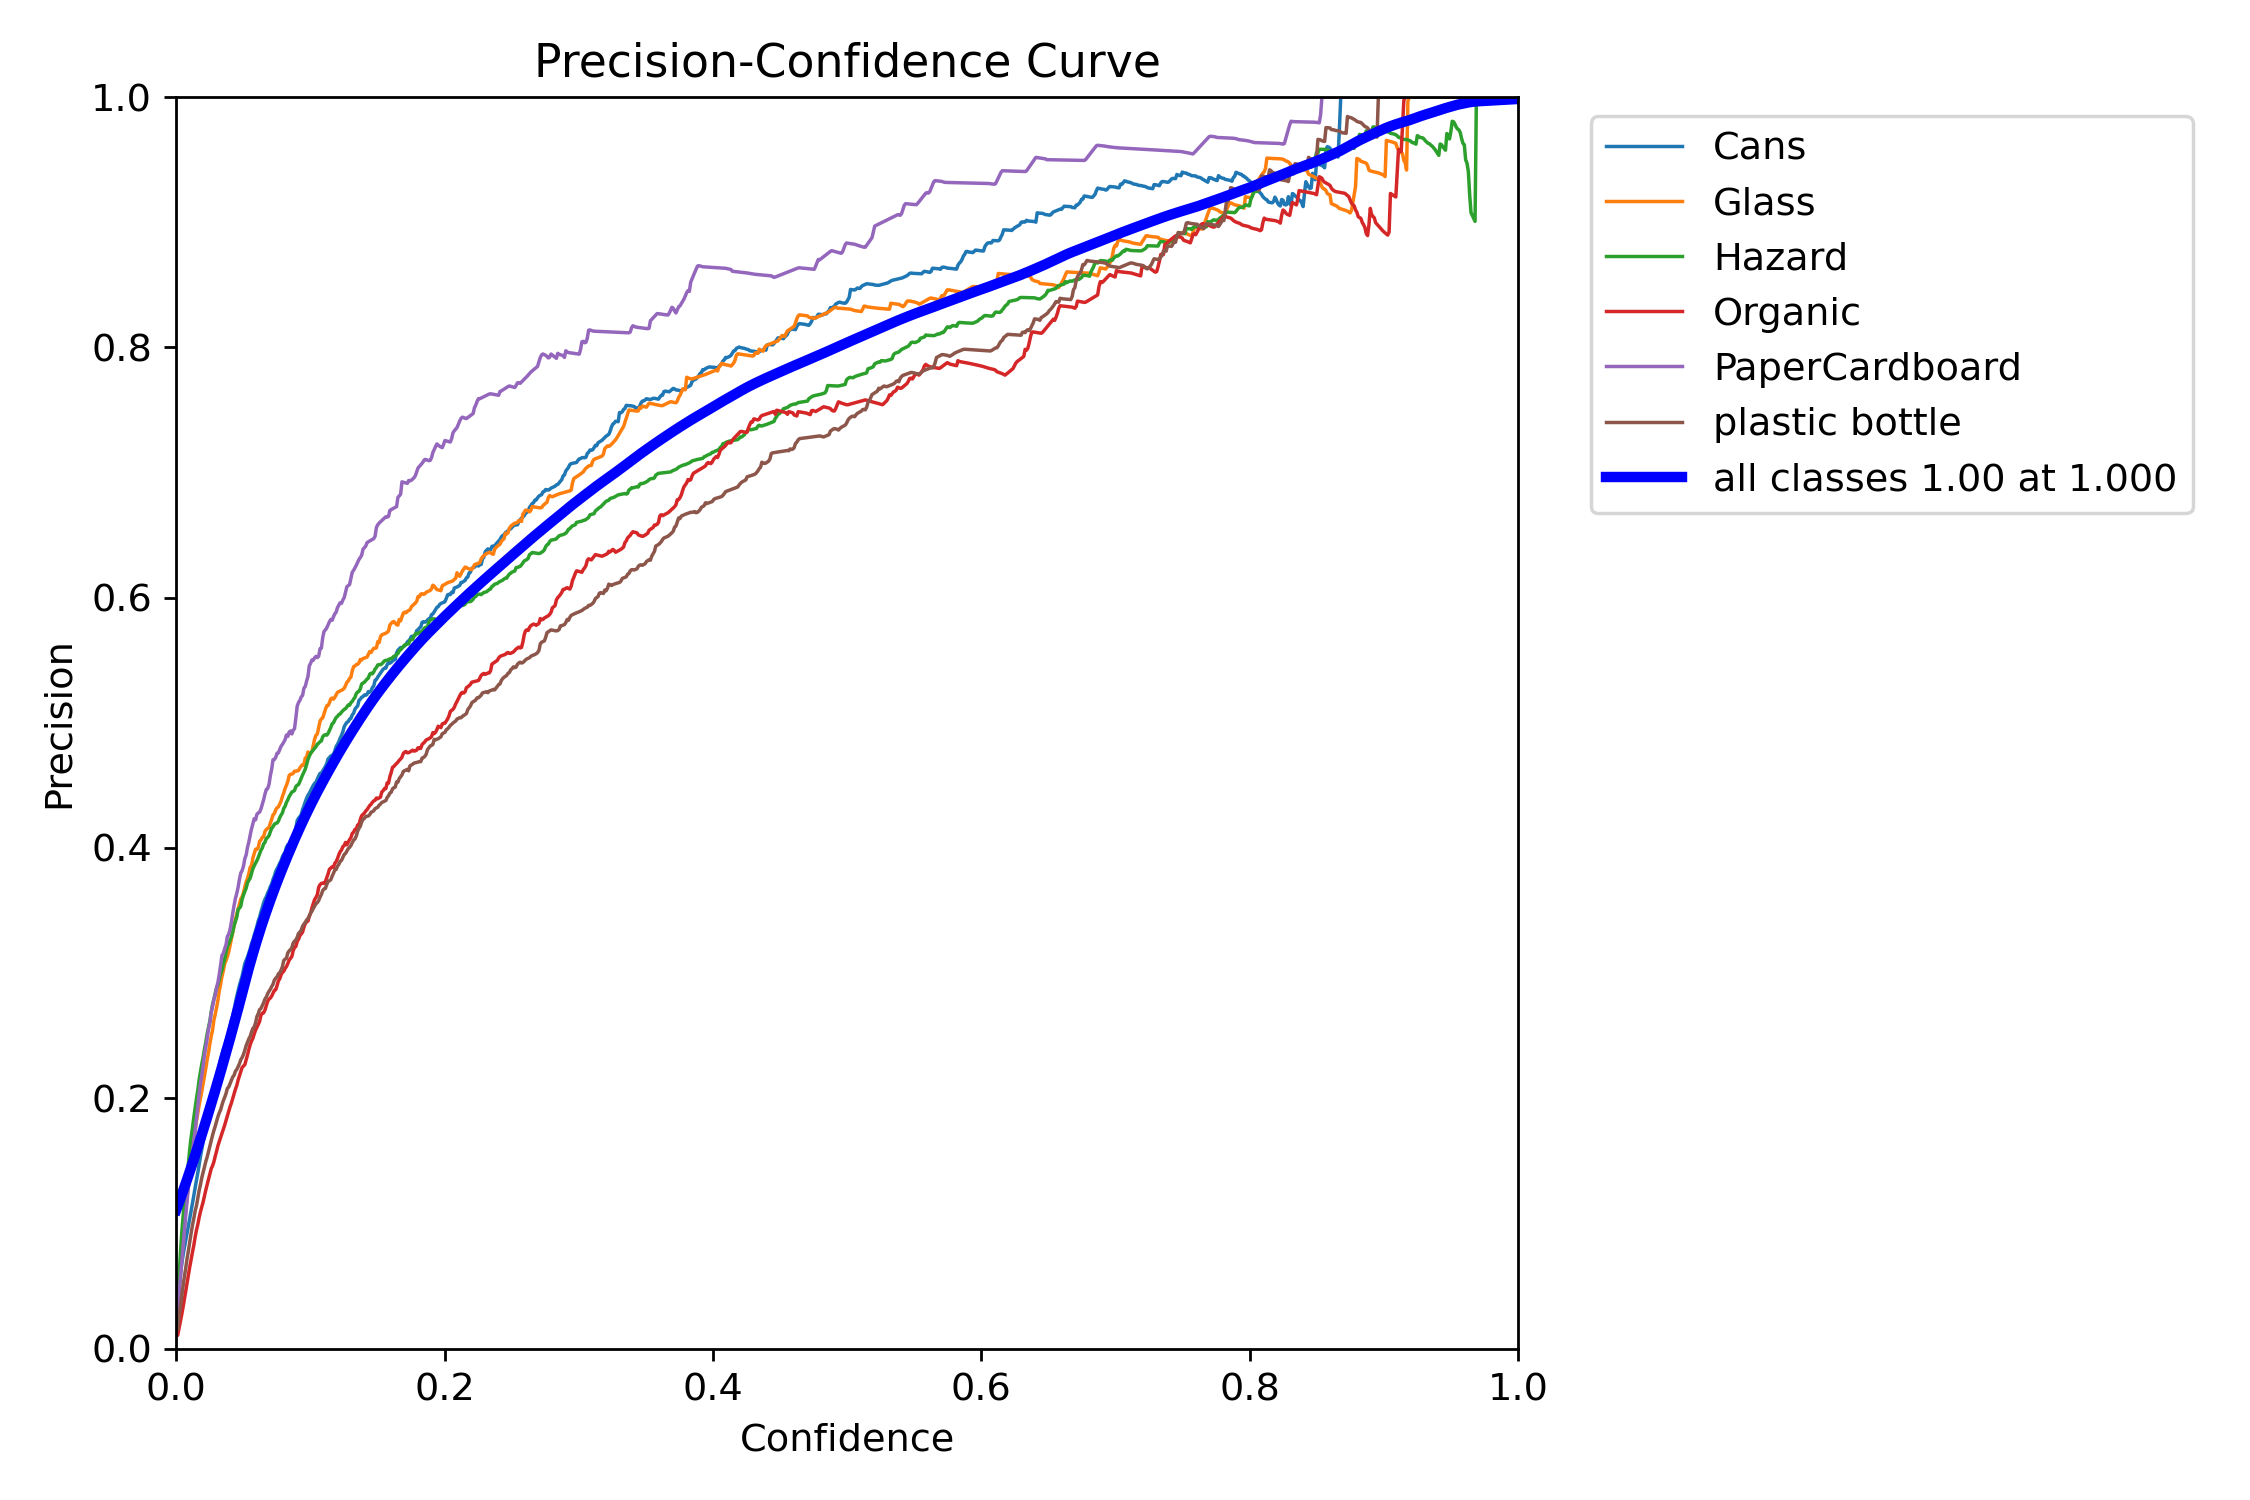 Precision-Confidence Curve
1.0
0.8
0.6
0.4
0.2
0.0
Precision
0.0 0.2 0.4 0.6 0.8 1.0
Confidence
Cans
Glass
Hazard
Organic
PaperCardboard
plastic bottle
all classes 1.00 at 1.000